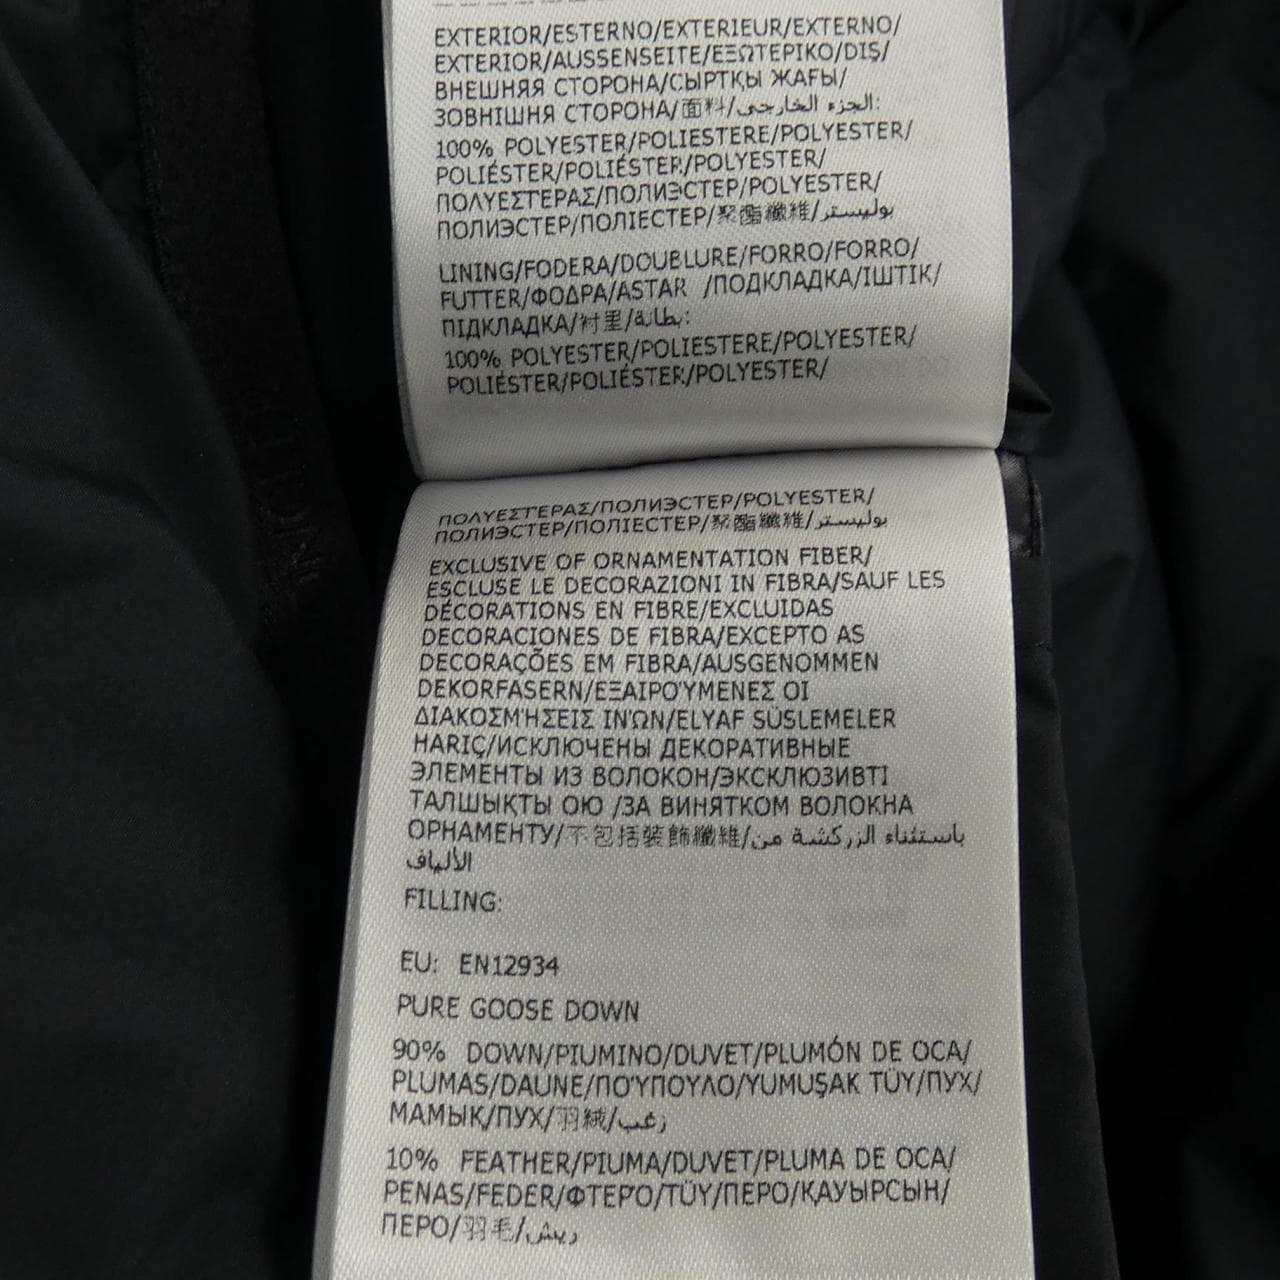 EXTERIOR/ESTERNO/EXTERIEUR/EXTERNO/
EXTERIOR/AUSSENSEITE/ΕΞΩΤΕΡΙΚΟ/DIŞ/
ВНЕШНЯЯ СТОРОНА/СЫРТҚЫ ЖАҒЫ/
ЗОВНІШНЯ СТОРОНА/面料/الجزء الخارجي:
100% POLYESTER/POLIESTERE/POLYESTER/
POLIÉSTER/POLIÉSTER/POLYESTER/
ΠΟΛΥΕΣΤΕΡΑΣ/ПОЛИЭСТЕР/POLYESTER/
ПОЛИЭСТЕР/ПОЛІЕСТЕР/聚酯纖維/بوليستر
LINING/FODERA/DOUBLURE/FORRO/FORRO/
FUTTER/ΦΟΔΡΑ/ASTAR /ПОДКЛАДКА/ІШТІК/
ПІДКЛАДКА/衬里/بطانة:
100% POLYESTER/POLIESTERE/POLYESTER/
POLIÉSTER/POLIÉSTER/POLYESTER/
ΠΟΛΥΕΣΤΕΡΑΣ/ПОЛИЭСТЕР/POLYESTER/
ПОЛИЭСТЕР/ПОЛІЕСТЕР/聚酯纖維/بوليستر
EXCLUSIVE OF ORNAMENTATION FIBER/
ESCLUSE LE DECORAZIONI IN FIBRA/SAUF LES
DÉCORATIONS EN FIBRE/EXCLUIDAS
DECORACIONES DE FIBRA/EXCEPTO AS
DECORAÇÕES EM FIBRA/AUSGENOMMEN
DEKORFASERN/ΕΞΑΙΡΟΎΜΕΝΕΣ ΟΙ
ΔΙΑΚΟΣΜΉΣΕΙΣ ΙΝΏΝ/ELYAF SÜSLEMELER
HARIÇ/ИСКЛЮЧЕНЫ ДЕКОРАТИВНЫЕ
ЭЛЕМЕНТЫ ИЗ ВОЛОКОН/ЭКСКЛЮЗИВТІ
ТАЛШЫҚТЫ ОЮ /ЗА ВИНЯТКОМ ВОЛОКНА
ОРНАМЕНТУ/不包括裝飾纖維/باستثناء الزركشة من
الألياف
FILLING:
EU: EN12934
PURE GOOSE DOWN
90% DOWN/PIUMINO/DUVET/PLUMÓN DE OCA/
PLUMAS/DAUNE/ΠΟΎΠΟΥΛΟ/YUMUŞAK TÜY/ПУХ/
МАМЫҚ/ПУХ/羽絨/زغب
10% FEATHER/PIUMA/DUVET/PLUMA DE OCA/
PENAS/FEDER/ΦΤΕΡΌ/TÜY/ПЕРО/ҚАУЫРСЫН/
ПЕРО/羽毛/ريش